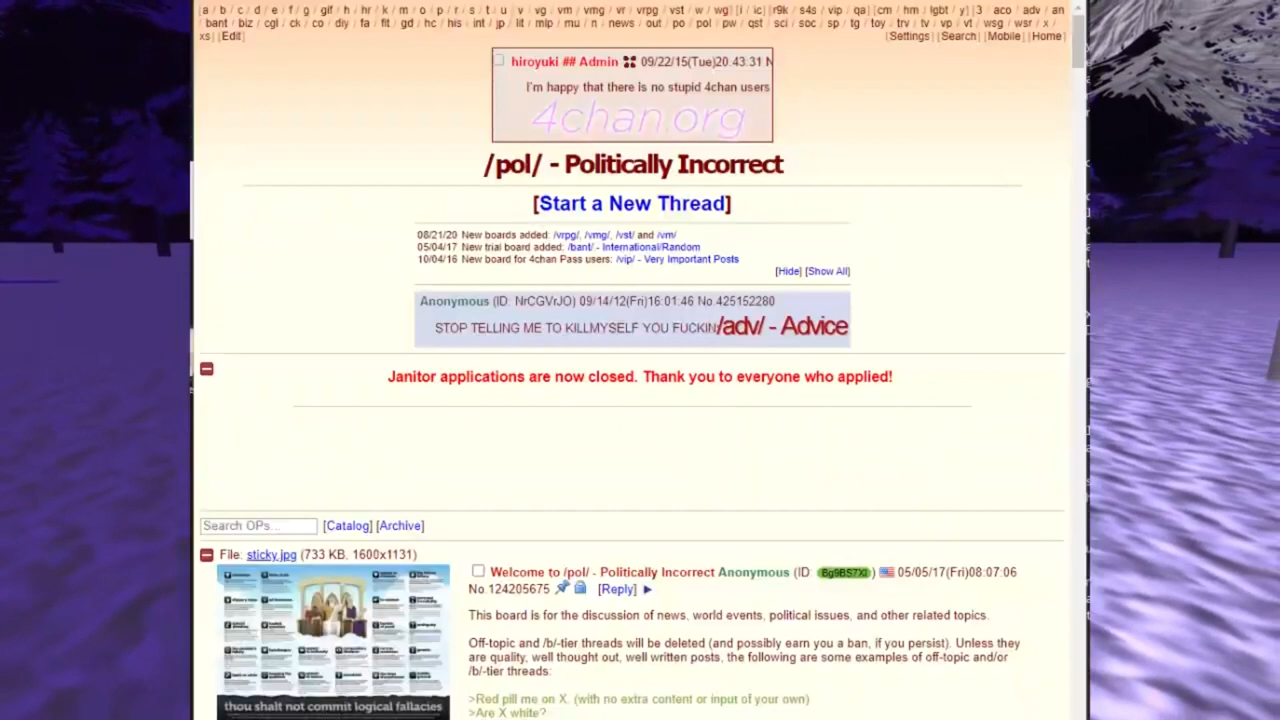 [a / b / c / d / e / f / g / gif / h / hr / k / m / o / p / r / s / t / u / v / vg / vm / vmg / vr / vrpg / vst / w / wg] [i / ic] [r9k / s4s / vip / qa] [cm / hm / lgbt / y] [3 / aco / adv / an
bant / biz / cgl / ck / co / diy / fa / fit / gd / hc / his / int / jp / lit / mlp / mu / n / news / out / po / pol / pw / qst / sci / soc / sp / tg / toy / trv / tv / vp / vt / wsg / wsr / x /
xs] [Edit] [Settings] [Search] [Mobile] [Home]
hiroyuki ## Admin 09/22/15(Tue)20:43:31 N
I'm happy that there is no stupid 4chan users
4chan.org
/pol/ - Politically Incorrect
[Start a New Thread]
08/21/20 New boards added: /vrpg/, /vmg/, /vst/ and /vm/
05/04/17 New trial board added: /bant/ - International/Random
10/04/16 New board for 4chan Pass users: /vip/ - Very Important Posts
[Hide] [Show All]
Anonymous (ID: NrCGVrJO) 09/14/12(Fri)16:01:46 No.425152280
STOP TELLING ME TO KILLMYSELF YOU FUCKIN /adv/ - Advice
Janitor applications are now closed. Thank you to everyone who applied!
Search OPs... [Catalog] [Archive]
File: sticky.jpg (733 KB, 1600x1131)
Welcome to /pol/ - Politically Incorrect Anonymous (ID: Bg9BS7Xl) 05/05/17(Fri)08:07:06
No.124205675 [Reply] ▶
This board is for the discussion of news, world events, political issues, and other related topics.
Off-topic and /b/-tier threads will be deleted (and possibly earn you a ban, if you persist). Unless they
are quality, well thought out, well written posts, the following are some examples of off-topic and/or
/b/-tier threads:
>Red pill me on X. (with no extra content or input of your own)
>Are X white?
thou shalt not commit logical fallacies